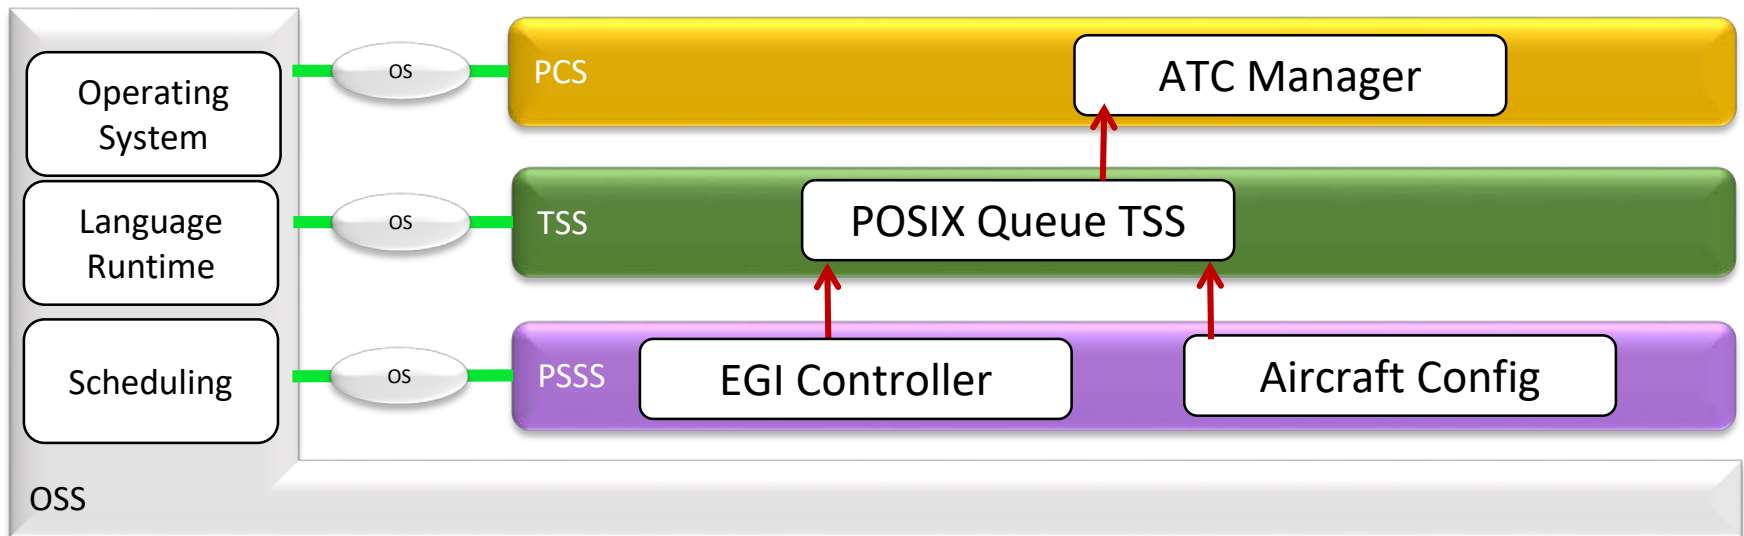 Operating
System
OS
PCS
ATC Manager
Language
Runtime
OS
TSS
POSIX Queue TSS
Scheduling
OS
PSSS
EGI Controller
Aircraft Config
OSS